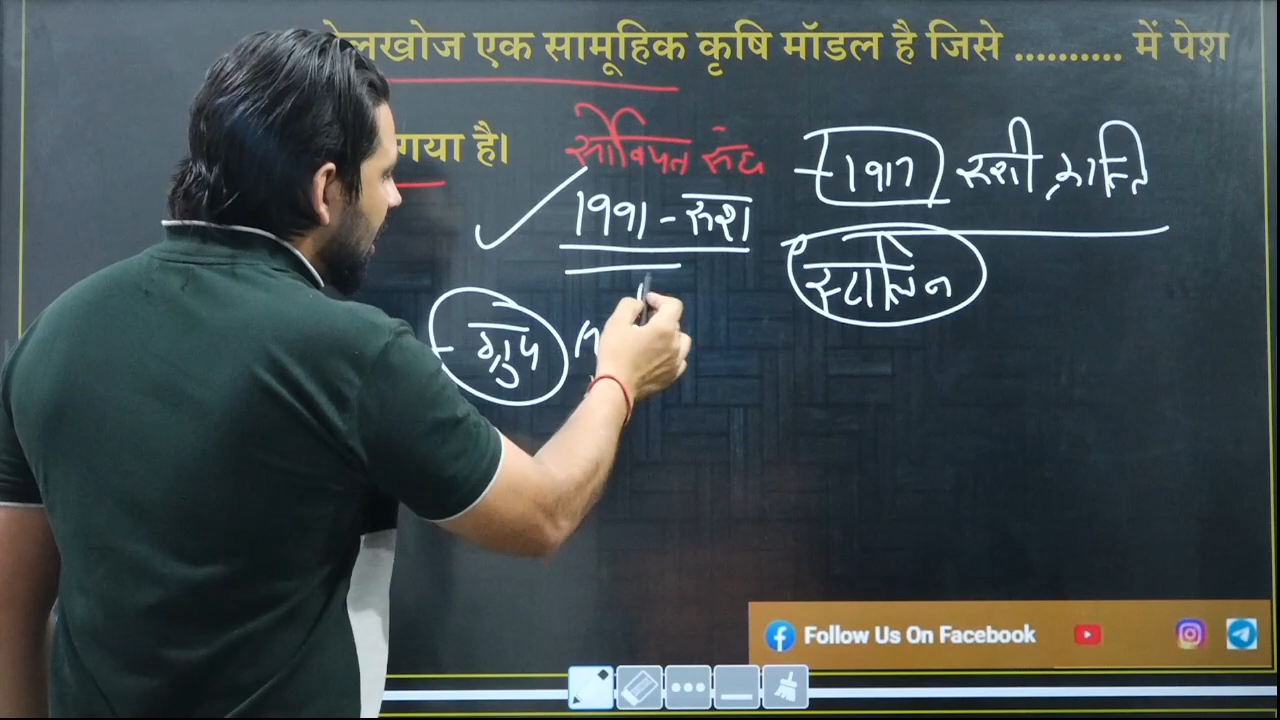 लखोज एक सामूहिक कृषि मॉडल है जिसे .......... में पेश
गया है।
सोवियत संघ
1917 रुसी क्रान्ति
1991 - रुश
स्टालिन
ग्रुप
Follow Us On Facebook